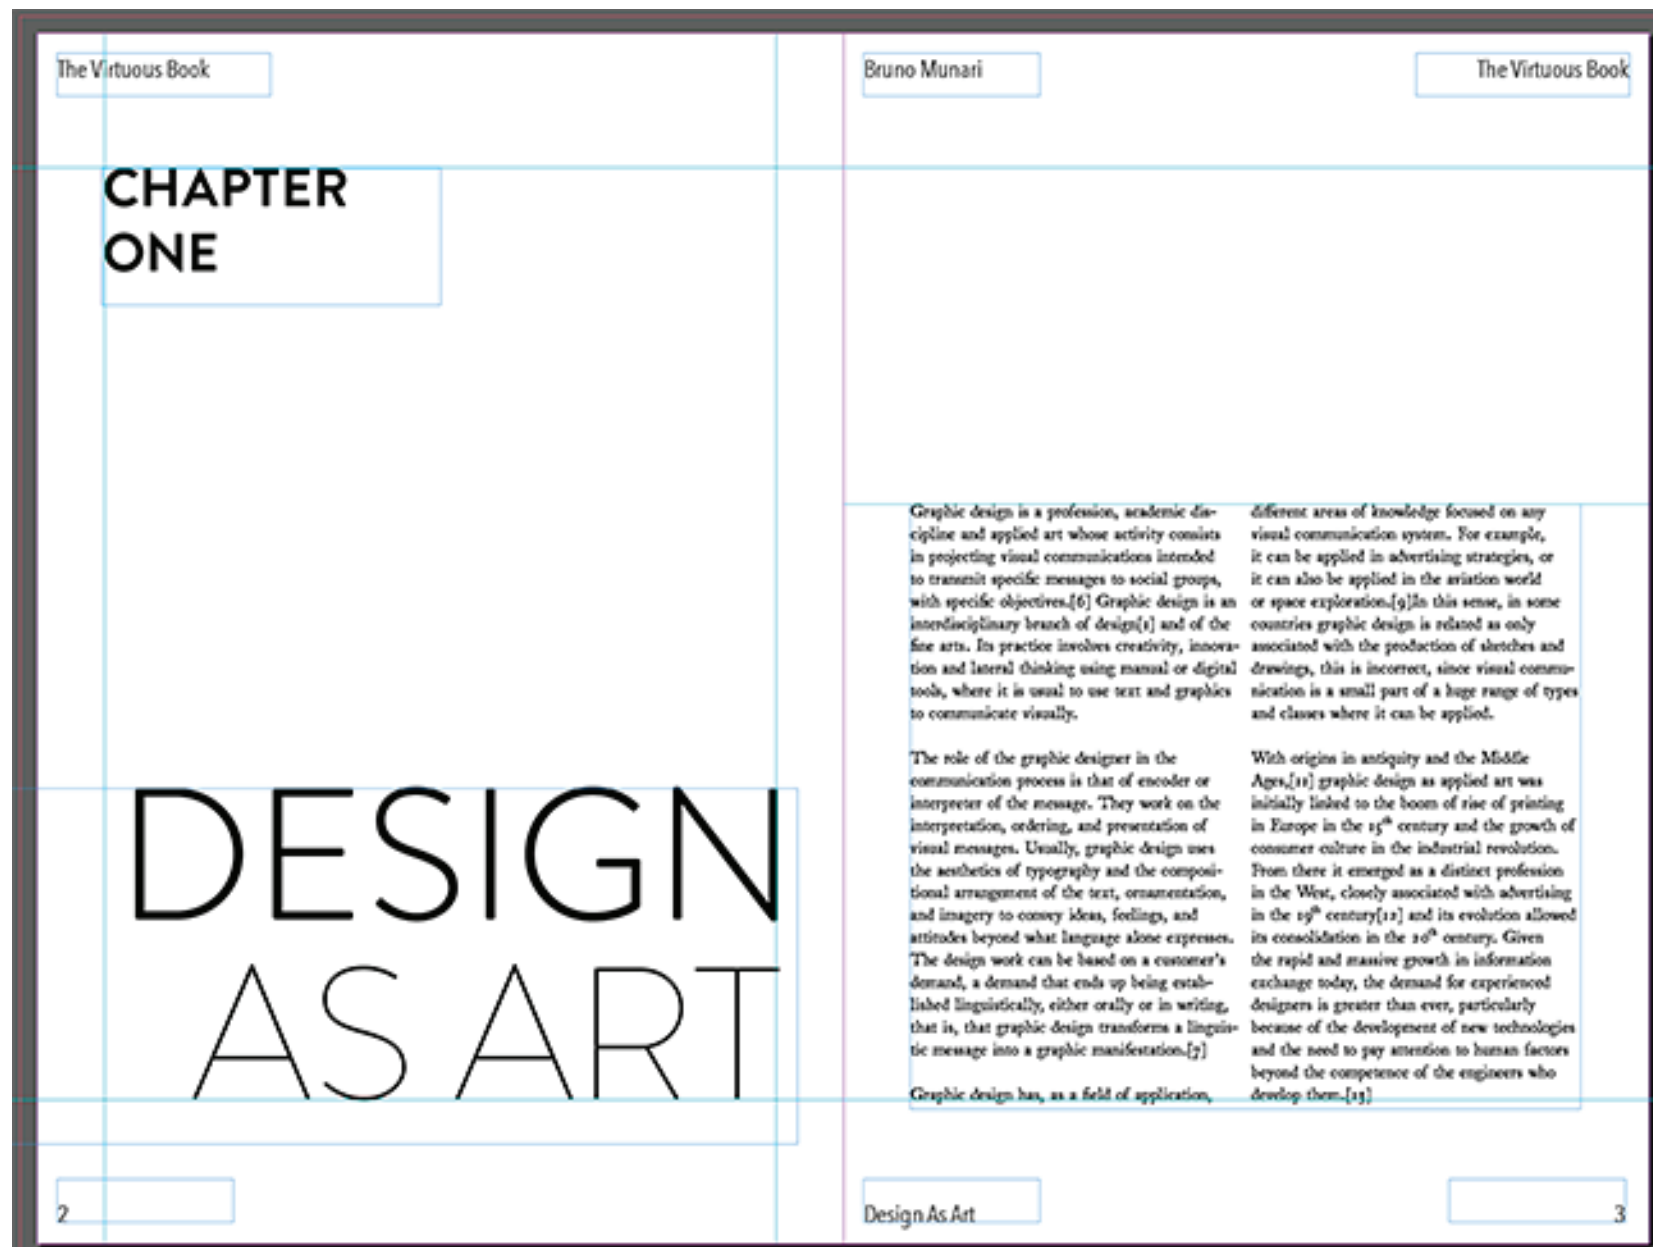 The Virtuous Book
CHAPTER
ONE
DESIGN
AS ART
2
Bruno Munari
The Virtuous Book
Graphic design is a profession, academic dis-
cipline and applied art whose activity consists
in projecting visual communications intended
to transmit specific messages to social groups,
with specific objectives.[6] Graphic design is an
interdisciplinary branch of design[1] and of the
fine arts. Its practice involves creativity, innova-
tion and lateral thinking using manual or digital
tools, where it is usual to use text and graphics
to communicate visually.
The role of the graphic designer in the
communication process is that of encoder or
interpreter of the message. They work on the
interpretation, ordering, and presentation of
visual messages. Usually, graphic design uses
the aesthetics of typography and the composi-
tional arrangement of the text, ornamentation,
and imagery to convey ideas, feelings, and
attitudes beyond what language alone expresses.
The design work can be based on a customer's
demand, a demand that ends up being estab-
lished linguistically, either orally or in writing,
that is, that graphic design transforms a linguis-
tic message into a graphic manifestation.[7]
Graphic design has, as a field of application,
different areas of knowledge focused on any
visual communication system. For example,
it can be applied in advertising strategies, or
it can also be applied in the aviation world
or space exploration.[9]In this sense, in some
countries graphic design is related as only
associated with the production of sketches and
drawings, this is incorrect, since visual commu-
nication is a small part of a huge range of types
and classes where it can be applied.
With origins in antiquity and the Middle
Ages,[11] graphic design as applied art was
initially linked to the boom of rise of printing
in Europe in the 15th century and the growth of
consumer culture in the industrial revolution.
From there it emerged as a distinct profession
in the West, closely associated with advertising
in the 19th century[12] and its evolution allowed
its consolidation in the 20th century. Given
the rapid and massive growth in information
exchange today, the demand for experienced
designers is greater than ever, particularly
because of the development of new technologies
and the need to pay attention to human factors
beyond the competence of the engineers who
develop them.[13]
Design As Art
3